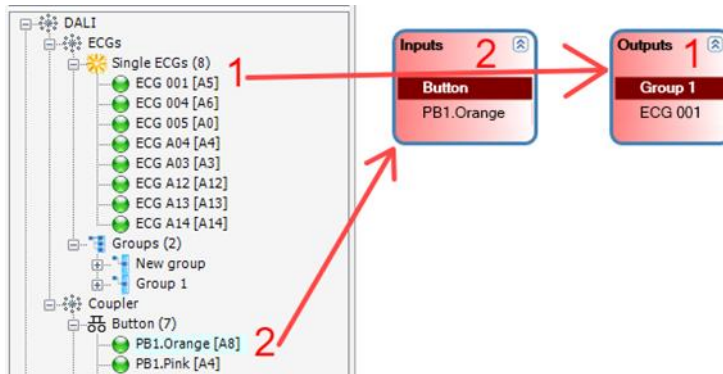 DALI
ECGs
Single ECGs (8)
1
ECG 001 [A5]
ECG 004 [A6]
ECG 005 [A0]
ECG A04 [A4]
ECG A03 [A3]
ECG A12 [A12]
ECG A13 [A13]
ECG A14 [A14]
Groups (2)
New group
Group 1
Coupler
Button (7)
PB1.Orange [A8]
2
PB1.Pink [A4]
Inputs
2
Button
PB1.Orange
Outputs
1
Group 1
ECG 001